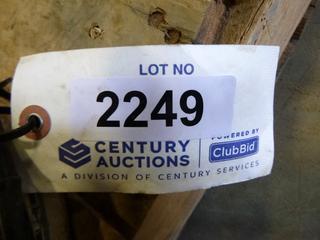 LOT NO
2249
CENTURY
AUCTIONS
POWERED BY
ClubBid
A DIVISION OF CENTURY SERVICES